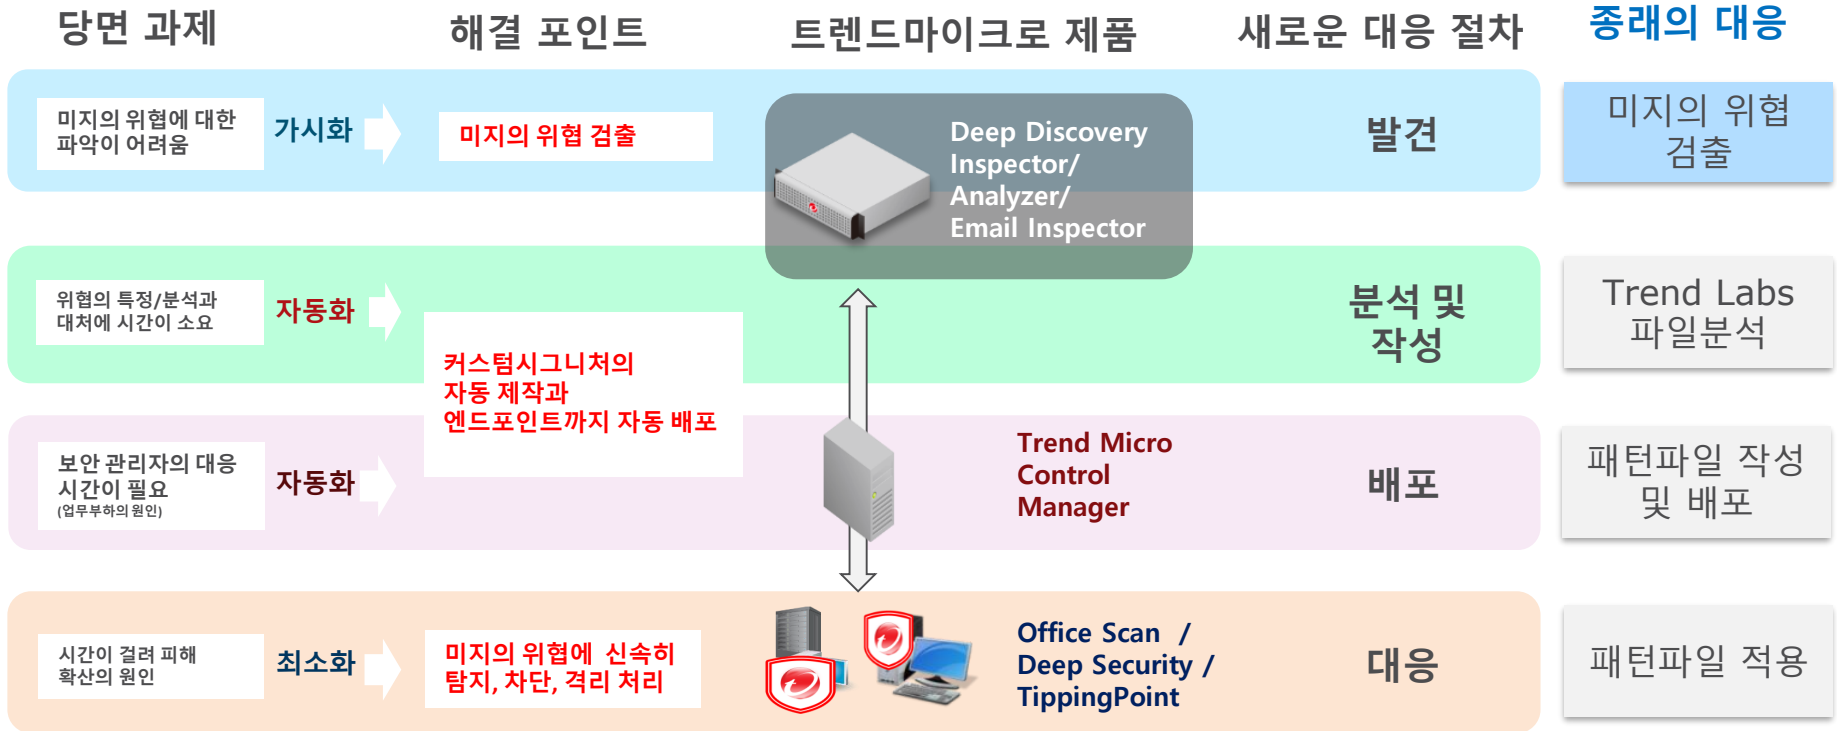 당면 과제
해결 포인트
트렌드마이크로 제품
새로운 대응 절차
종래의 대응
미지의 위협에 대한
파악이 어려움
가시화
미지의 위협 검출
Deep Discovery
Inspector/
Analyzer/
Email Inspector
발견
미지의 위협
검출
위협의 특정/분석과
대처에 시간이 소요
자동화
커스텀시그니처의
자동 제작과
엔드포인트까지 자동 배포
분석 및
작성
Trend Labs
파일분석
보안 관리자의 대응
시간이 필요
(업무부하의 원인)
자동화
Trend Micro
Control
Manager
배포
패턴파일 작성
및 배포
시간이 걸려 피해
확산의 원인
최소화
미지의 위협에 신속히
탐지, 차단, 격리 처리
Office Scan /
Deep Security /
TippingPoint
대응
패턴파일 적용